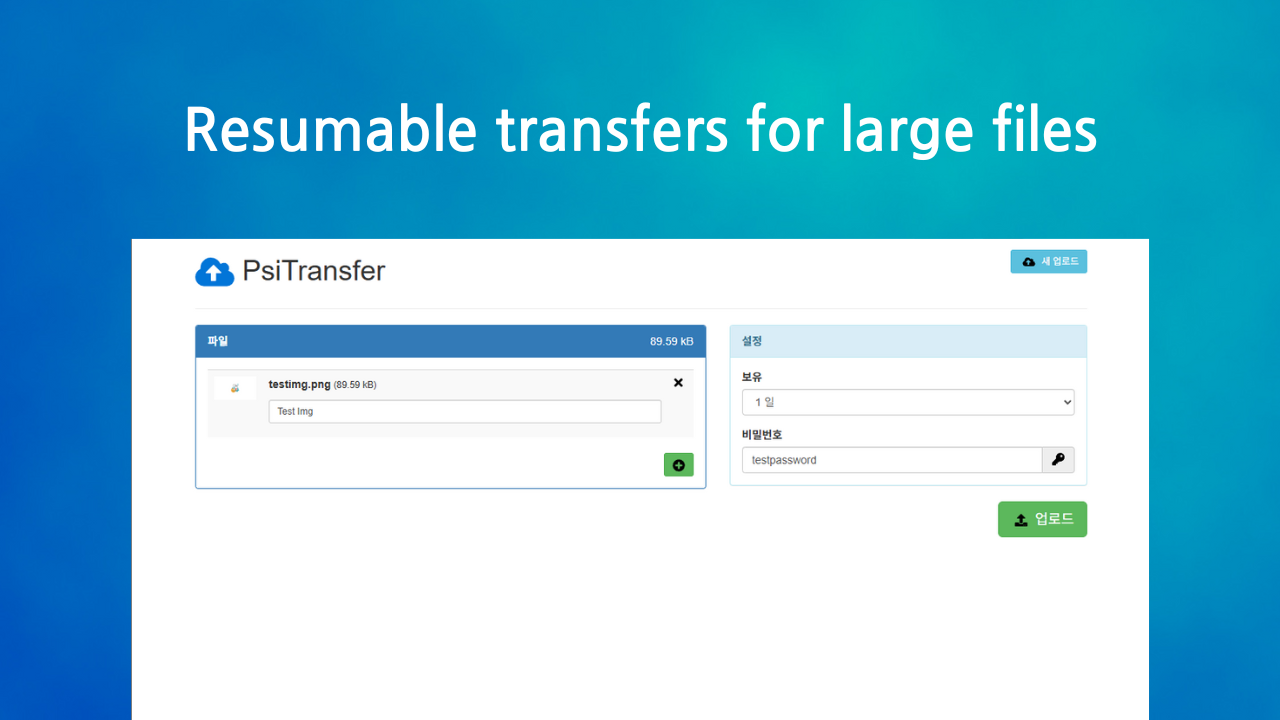 Resumable transfers for large files
PsiTransfer
새 업로드
파일
89.59 kB
testimg.png (89.59 kB)
Test Img
설정
보유
1 일
비밀번호
testpassword
업로드